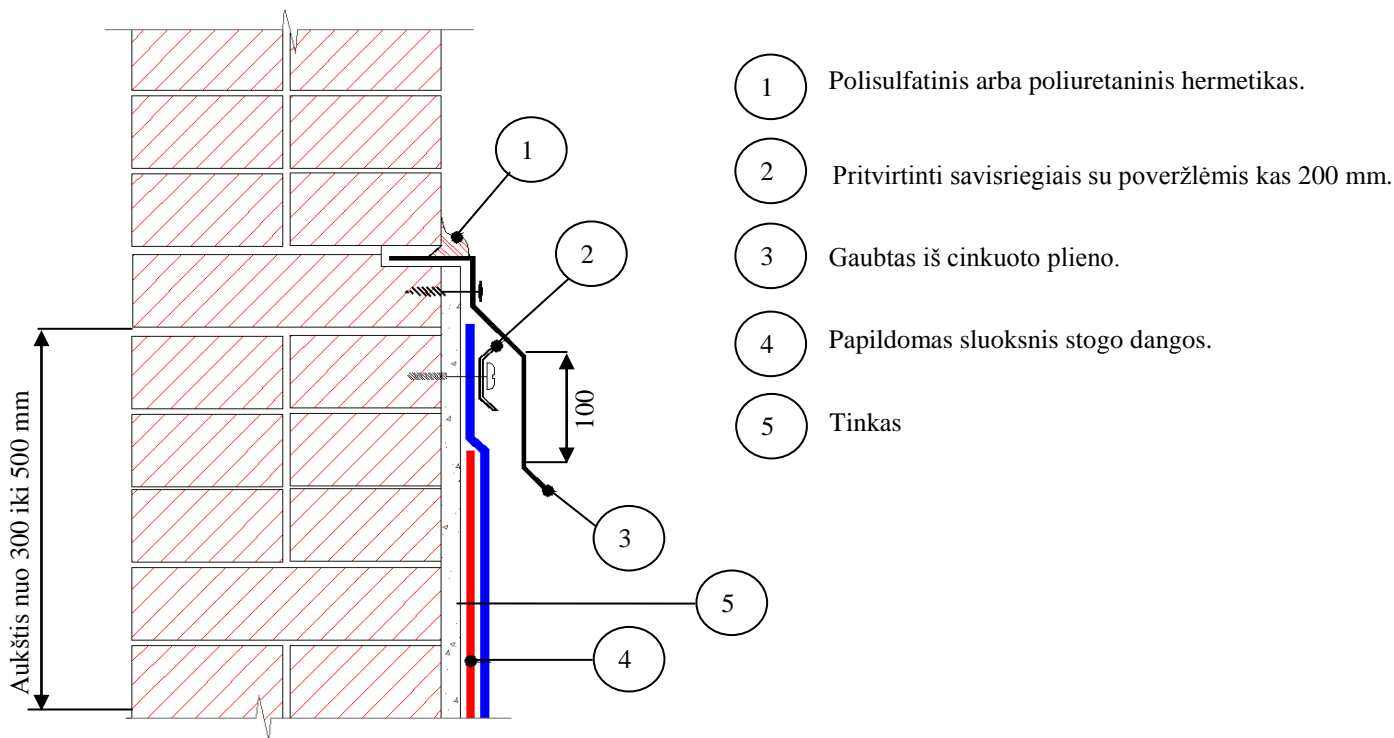 1 Polisulfatinis arba poliuretaninis hermetikas.
2 Pritvirtinti savisriegiais su poveržlėmis kas 200 mm.
3 Gaubtas iš cinkuoto plieno.
4 Papildomas sluoksnis stogo dangos.
5 Tinkas
1
2
100
3
5
4
Aukštis nuo 300 iki 500 mm